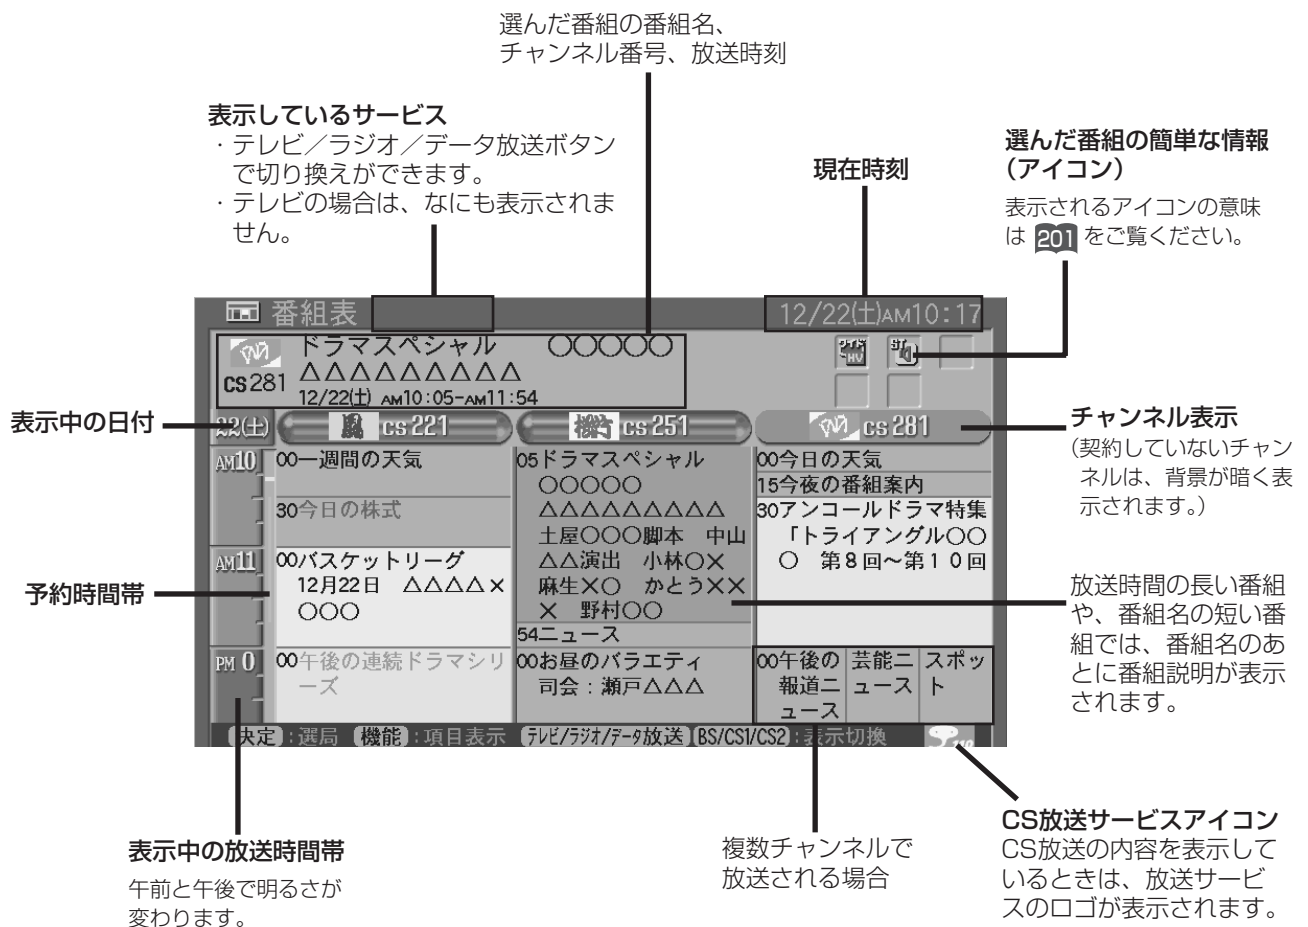 選んだ番組の番組名、
チャンネル番号、放送時刻
表示しているサービス
・テレビ／ラジオ／データ放送ボタン
で切り換えができます。
・テレビの場合は、なにも表示されま
せん。
現在時刻
選んだ番組の簡単な情報
（アイコン）
表示されるアイコンの意味
は 201 をご覧ください。
番組表
12/22(土)AM10:17
ドラマスペシャル　○○○○○
△△△△△△△△△
CS281
12/22(土) AM10:05-AM11:54
表示中の日付
22(土)
CS221
CS251
CS281
チャンネル表示
（契約していないチャン
ネルは、背景が暗く表
示されます。）
AM10
00一週間の天気
30今日の株式
AM11
00バスケットリーグ
12月22日　△△△△×
○○○
PM 0
00午後の連続ドラマシリ
ーズ
05ドラマスペシャル
○○○○○
△△△△△△△△△
土屋○○○脚本　中山
△△演出　小林○×
麻生×○　かとう××
×　野村○○
54ニュース
00お昼のバラエティ
司会：瀬戸△△△
00今日の天気
15今夜の番組案内
30アンコールドラマ特集
「トライアングル○○
○　第８回～第１０回
00午後の
報道ニ
ュース
芸能ニ
ュース
スポッ
ト
予約時間帯
放送時間の長い番組
や、番組名の短い番
組では、番組名のあ
とに番組説明が表示
されます。
決定：選局　機能：項目表示　テレビ/ラジオ/データ放送 BS/CS1/CS2：表示切換
110
表示中の放送時間帯
午前と午後で明るさが
変わります。
複数チャンネルで
放送される場合
CS放送サービスアイコン
CS放送の内容を表示して
いるときは、放送サービ
スのロゴが表示されます。